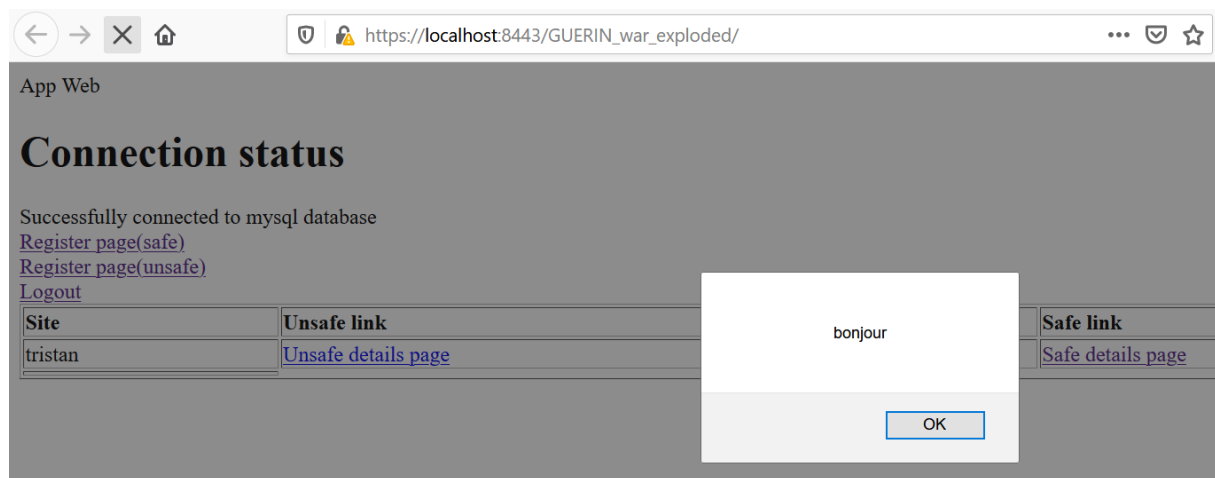 https://localhost:8443/GUERIN_war_exploded/
App Web
Connection status
Successfully connected to mysql database
Register page(safe)
Register page(unsafe)
Logout
Site Unsafe link Safe link
tristan Unsafe details page Safe details page
bonjour
OK